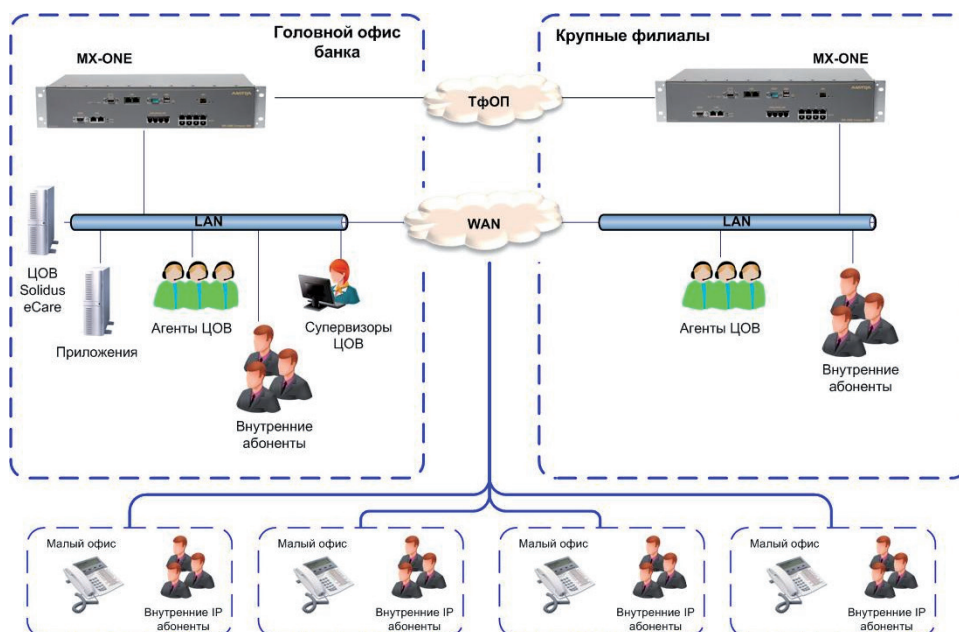 Головной офис
банка
Крупные филиалы
MX-ONE
MX-ONE
ТфОП
LAN
WAN
LAN
ЦОВ
Solidus
eCare
Приложения
Агенты ЦОВ
Супервизоры
ЦОВ
Внутренние
абоненты
Агенты ЦОВ
Внутренние
абоненты
Малый офис
Внутренние IP
абоненты
Малый офис
Внутренние IP
абоненты
Малый офис
Внутренние IP
абоненты
Малый офис
Внутренние IP
абоненты